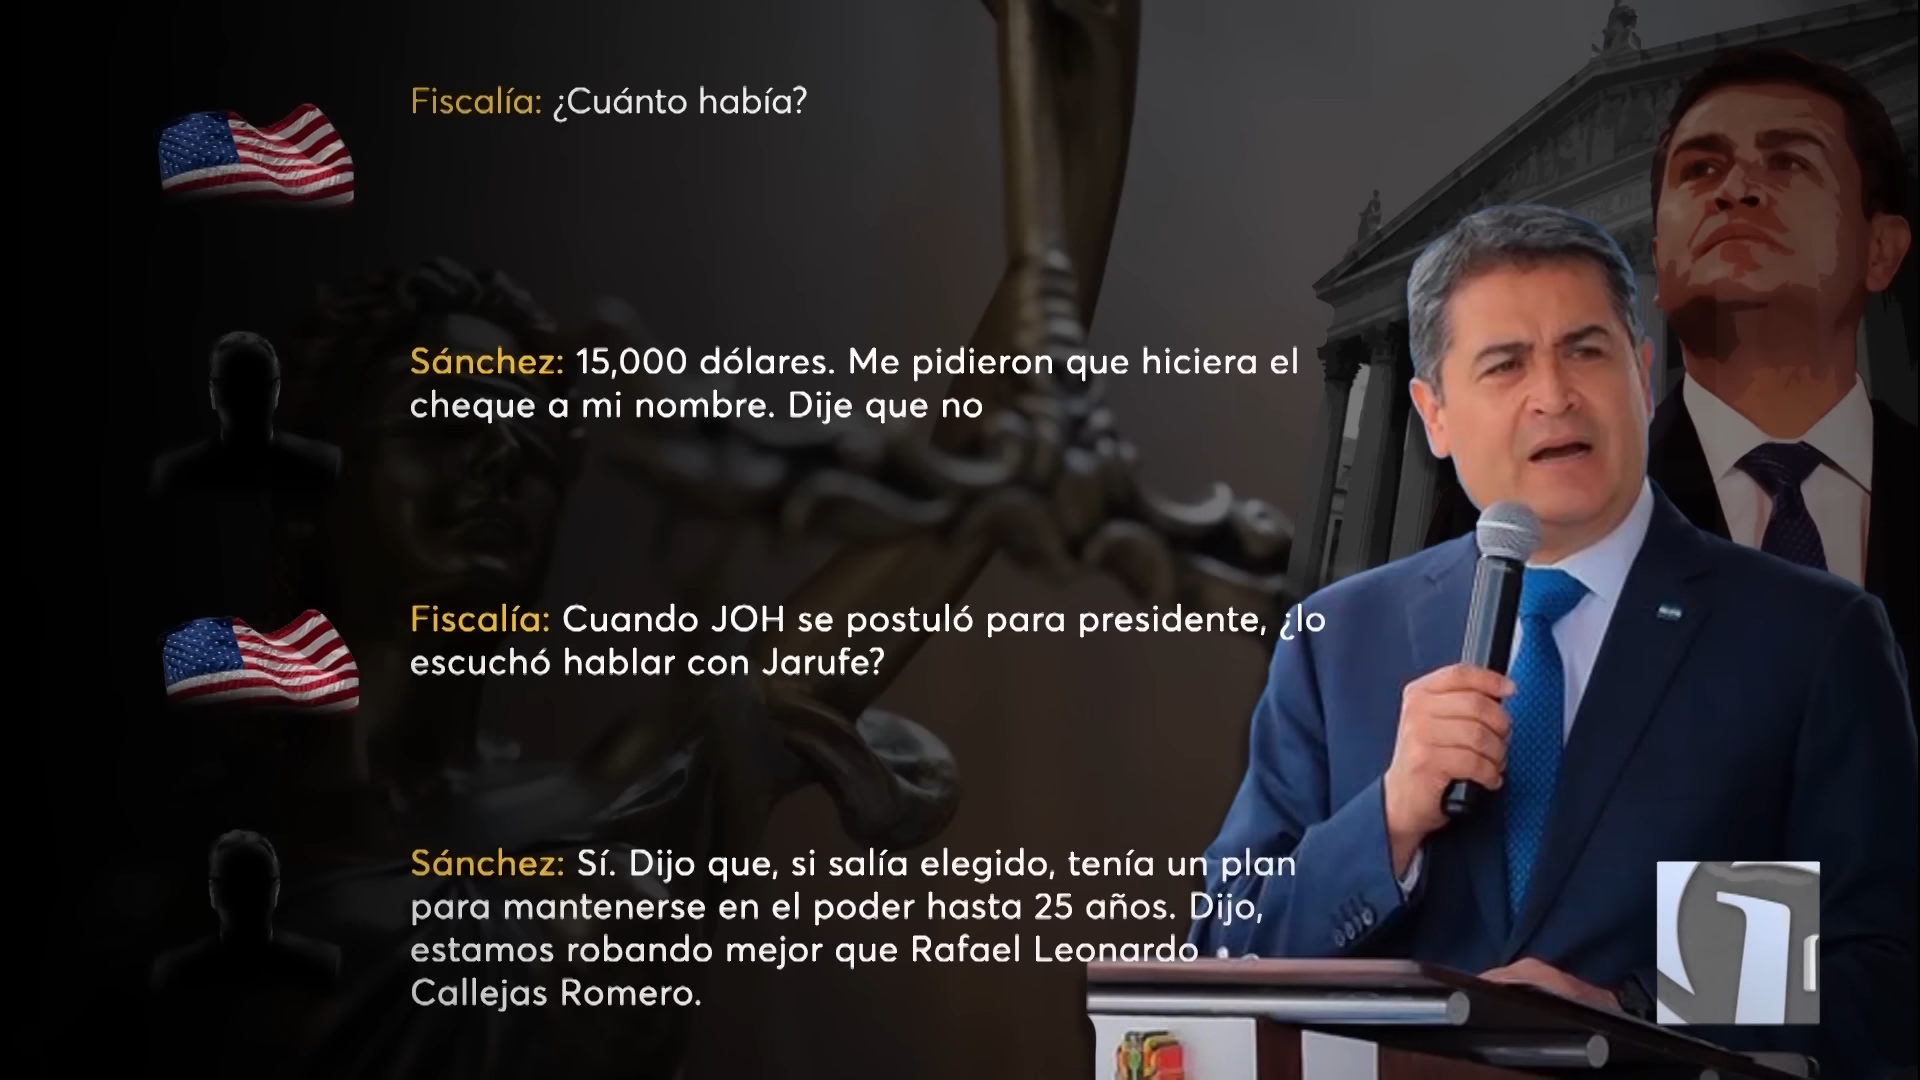 Fiscalía: ¿Cuánto había?
Sánchez: 15,000 dólares. Me pidieron que hiciera el
cheque a mi nombre. Dije que no
Fiscalía: Cuando JOH se postuló para presidente, ¿lo
escuchó hablar con Jarufe?
Sánchez: Sí. Dijo que, si salía elegido, tenía un plan
para mantenerse en el poder hasta 25 años. Dijo,
estamos robando mejor que Rafael Leonardo
Callejas Romero.